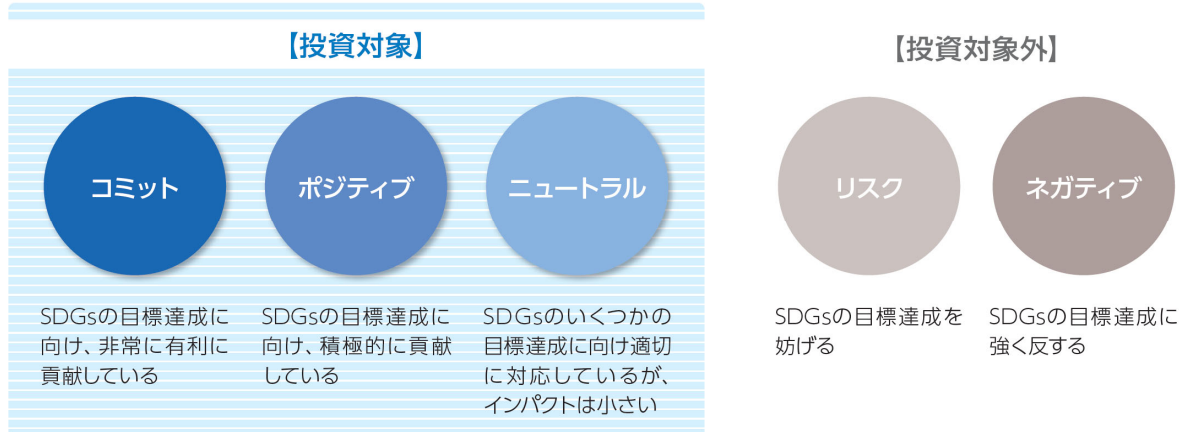 【投資対象】
コミット
ポジティブ
ニュートラル
SDGsの目標達成に
向け、非常に有利に
貢献している
SDGsの目標達成に
向け、積極的に貢献
している
SDGsのいくつかの
目標達成に向け適切
に対応しているが、
インパクトは小さい
【投資対象外】
リスク
ネガティブ
SDGsの目標達成を
妨げる
SDGsの目標達成に
強く反する